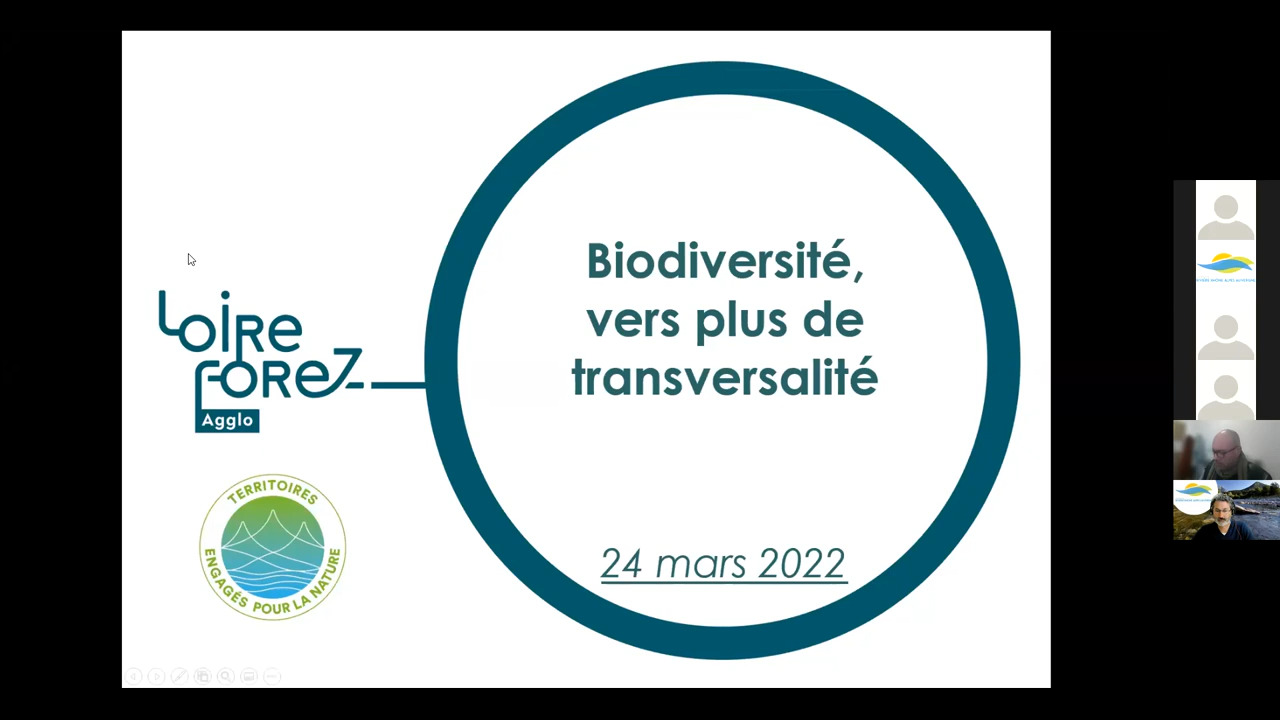 Biodiversité,
vers plus de
transversalité
24 mars 2022
Loire
Forez
Agglo
TERRITOIRES
ENGAGÉS POUR LA NATURE